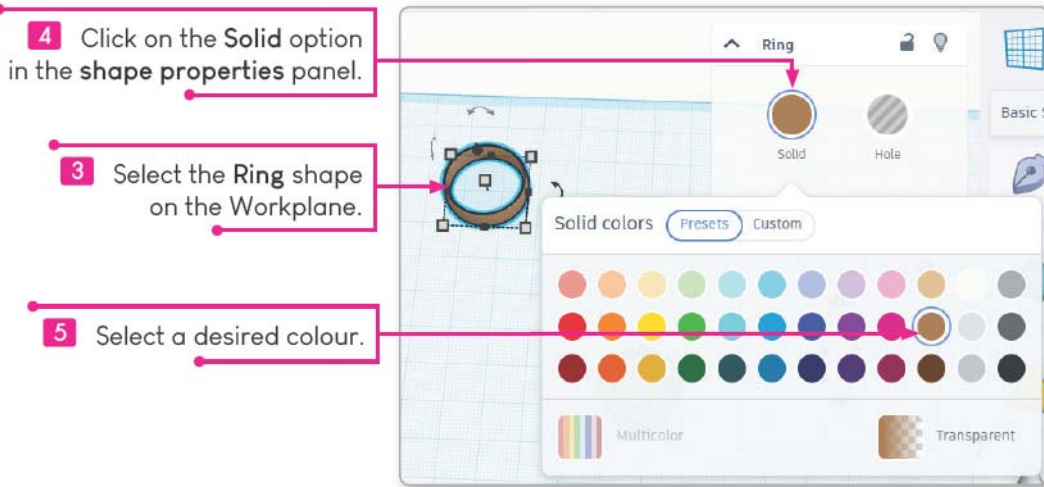 4 Click on the Solid option
in the shape properties panel.
3 Select the Ring shape
on the Workplane.
5 Select a desired colour.
Ring
Solid
Hole
Basic S
Solid colors
Presets
Custom
Multicolor
Transparent